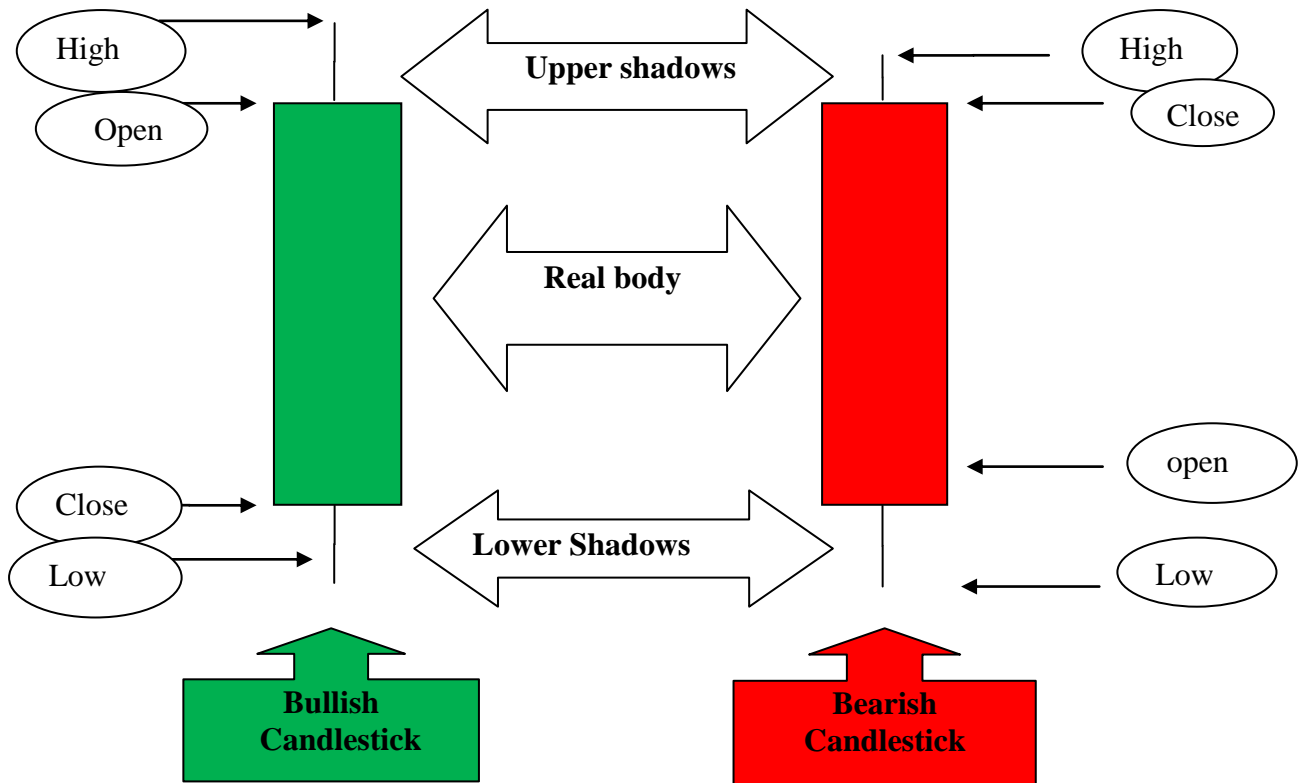 High
Upper shadows
High
Open
Close
Real body
Close
open
Lower Shadows
Low
Low
Bullish
Candlestick
Bearish
Candlestick